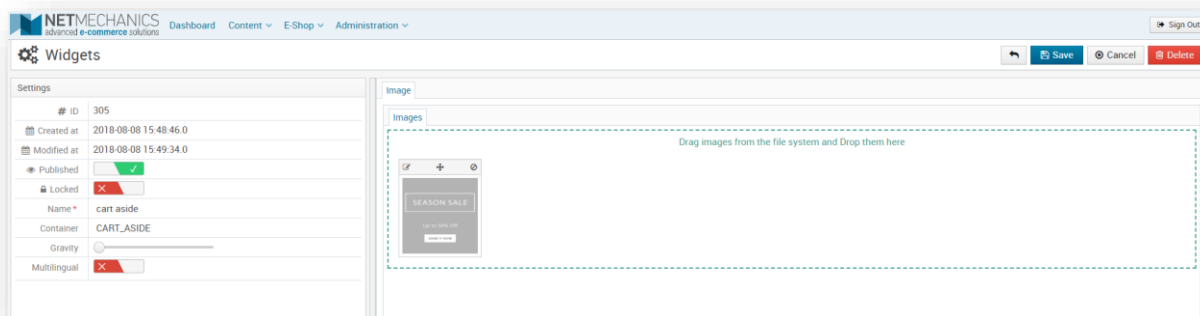 NETMECHANICS
advanced e-commerce solutions
Dashboard Content E-Shop Administration
Sign Out
Widgets
Save Cancel Delete
Settings
# ID 305
Created at 2018-08-08 15:48:46.0
Modified at 2018-08-08 15:49:34.0
Published
Locked
Name* cart aside
Container CART_ASIDE
Gravity
Multilingual
Image
Images
Drag images from the file system and Drop them here
SEASON SALE